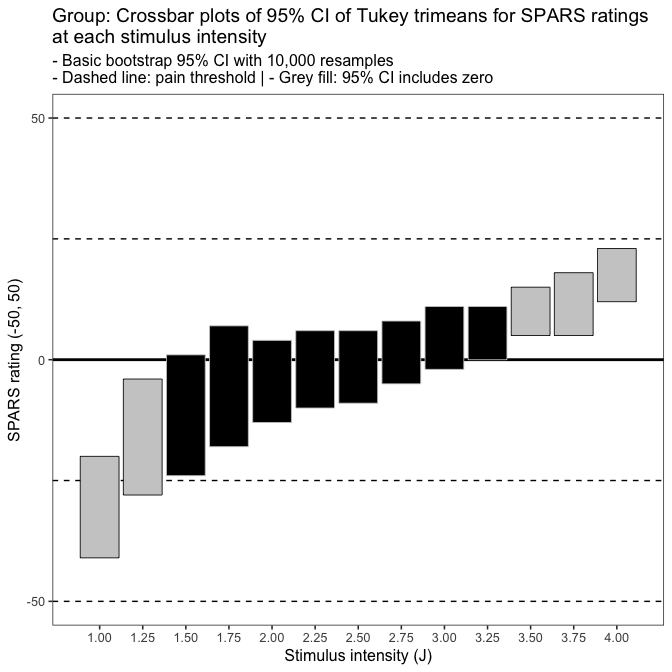 Group: Crossbar plots of 95% CI of Tukey trimeans for SPARS ratings
at each stimulus intensity
- Basic bootstrap 95% CI with 10,000 resamples
- Dashed line: pain threshold | - Grey fill: 95% CI includes zero
50
25
0
-25
-50
SPARS rating (-50, 50)
1.00 1.25 1.50 1.75 2.00 2.25 2.50 2.75 3.00 3.25 3.50 3.75 4.00
Stimulus intensity (J)